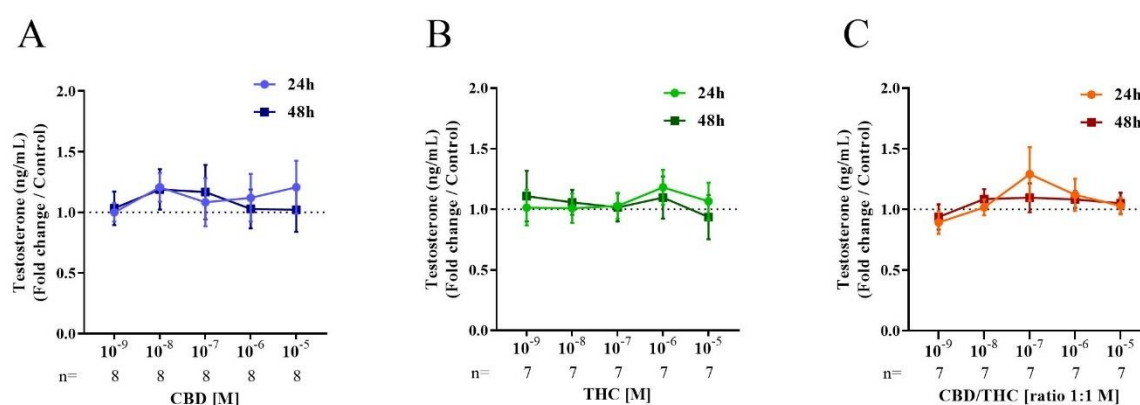 A
24h
48h
Testosterone (ng/mL)
(Fold change / Control)
2.0
1.5
1.0
0.5
0.0
10⁻⁹ 10⁻⁸ 10⁻⁷ 10⁻⁶ 10⁻⁵
n= 8 8 8 8 8
CBD [M]
B
24h
48h
Testosterone (ng/mL)
(Fold change / Control)
2.0
1.5
1.0
0.5
0.0
10⁻⁹ 10⁻⁸ 10⁻⁷ 10⁻⁶ 10⁻⁵
n= 7 7 7 7 7
THC [M]
C
24h
48h
Testosterone (ng/mL)
(Fold change / Control)
2.0
1.5
1.0
0.5
0.0
10⁻⁹ 10⁻⁸ 10⁻⁷ 10⁻⁶ 10⁻⁵
n= 7 7 7 7 7
CBD/THC [ratio 1:1 M]